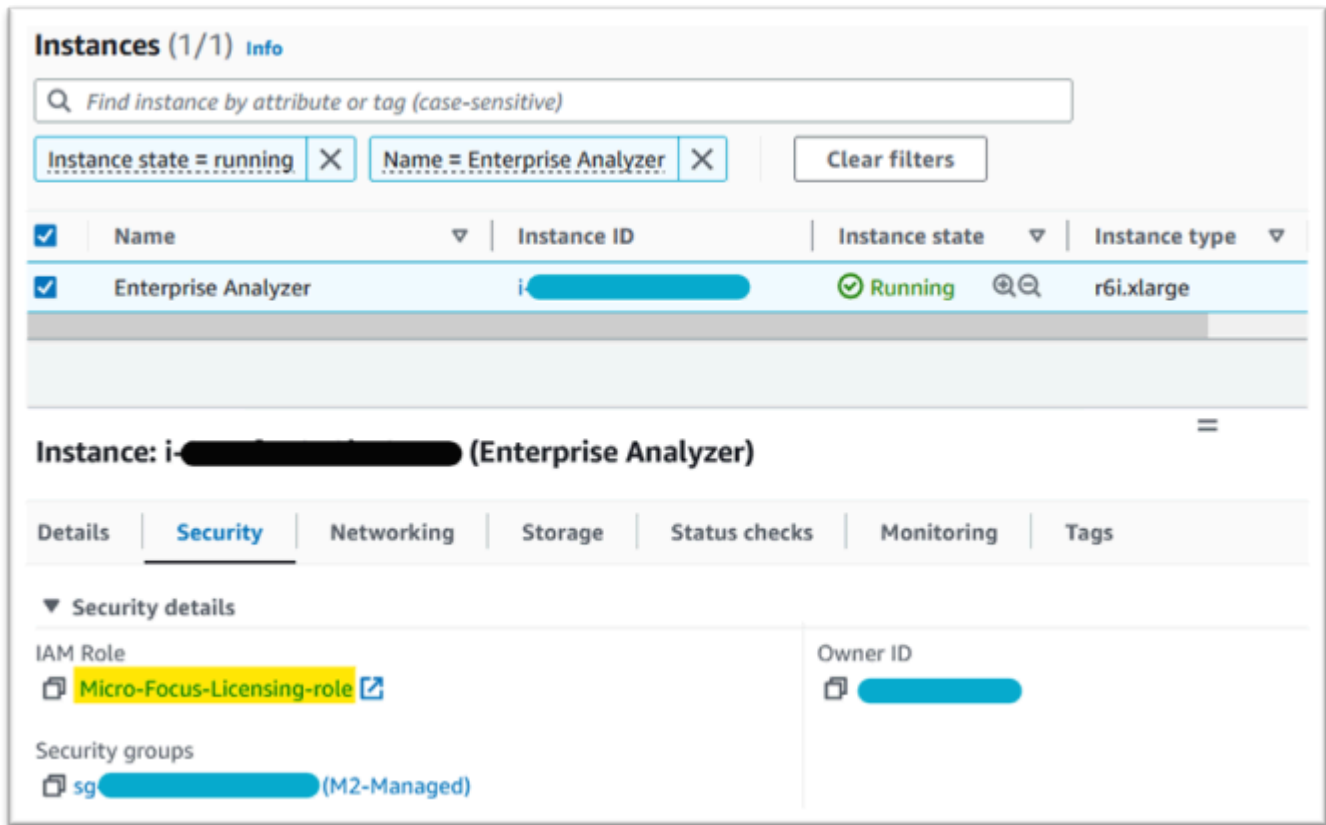 Instances (1/1) Info
Find instance by attribute or tag (case-sensitive)
Instance state = running Name = Enterprise Analyzer Clear filters
Name Instance ID Instance state Instance type
Enterprise Analyzer i- Running r6i.xlarge
Instance: i- (Enterprise Analyzer)
Details Security Networking Storage Status checks Monitoring Tags
Security details
IAM Role Owner ID
Micro-Focus-Licensing-role
Security groups
sg (M2-Managed)